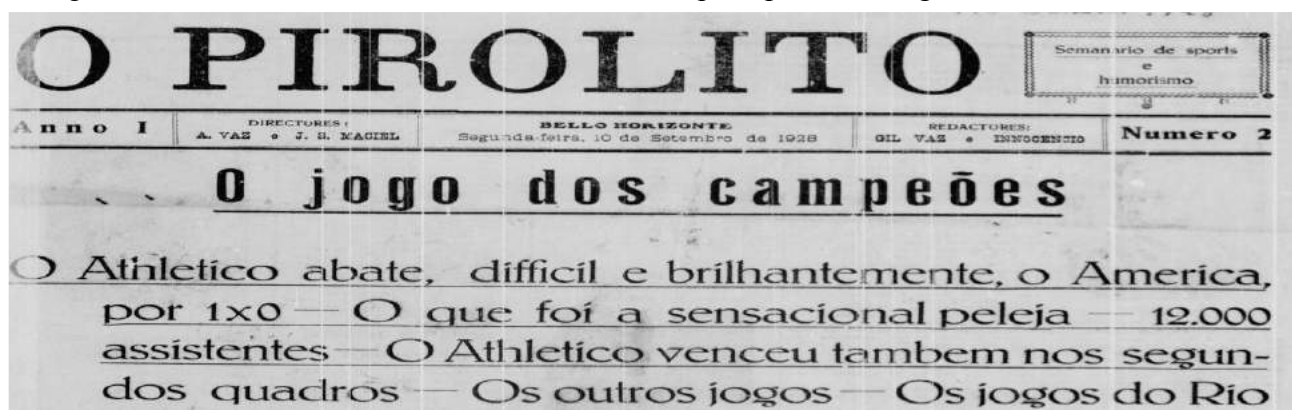 O PIROLITO
Semanario de sports
e
humorismo
Anno I
DIRECTORES:
A. VAZ e J. S. MACIEL
BELLO HORIZONTE
Segunda-feira, 10 de Setembro de 1928
REDACTORES:
GIL VAZ e INNOCENCIO
Numero 2
O jogo dos campeões
O Athletico abate, difficil e brilhantemente, o America,
por 1x0 — O que foi a sensacional peleja — 12.000
assistentes — O Athletico venceu tambem nos segun-
dos quadros — Os outros jogos — Os jogos do Rio